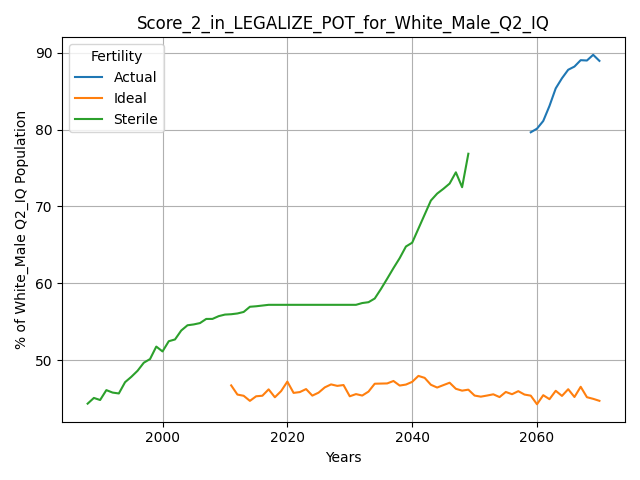 Score_2_in_LEGALIZE_POT_for_White_Male_Q2_IQ
Fertility
Actual
Ideal
Sterile
% of White_Male Q2_IQ Population
90
80
70
60
50
2000
2020
2040
2060
Years